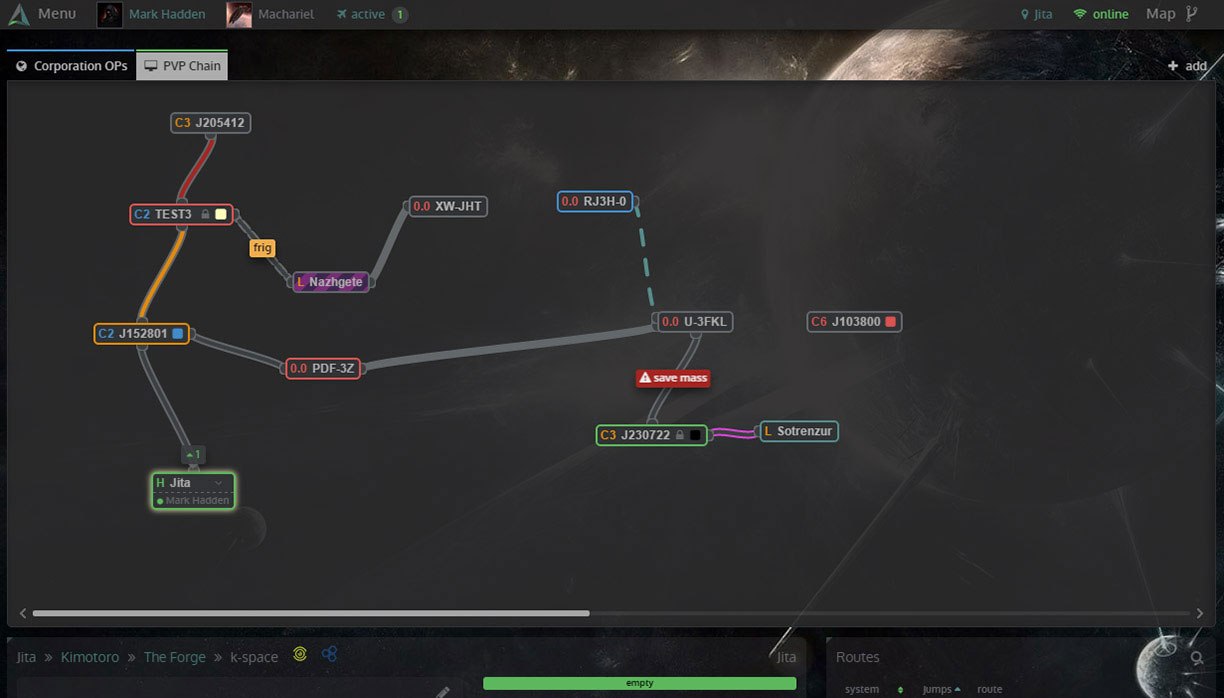 Menu Mark Hadden Machariel active 1 Jita online Map
Corporation OPs PVP Chain + add
C3 J205412
C2 TEST3
0.0 XW-JHT
0.0 RJ3H-0
frig
L Nazhgete
C2 J152801
0.0 U-3FKL
C6 J103800
0.0 PDF-3Z
save mass
C3 J230722
L Sotrenzur
1
H Jita
Mark Hadden
Jita » Kimotoro » The Forge » k-space Jita
Routes
empty
system jumps route